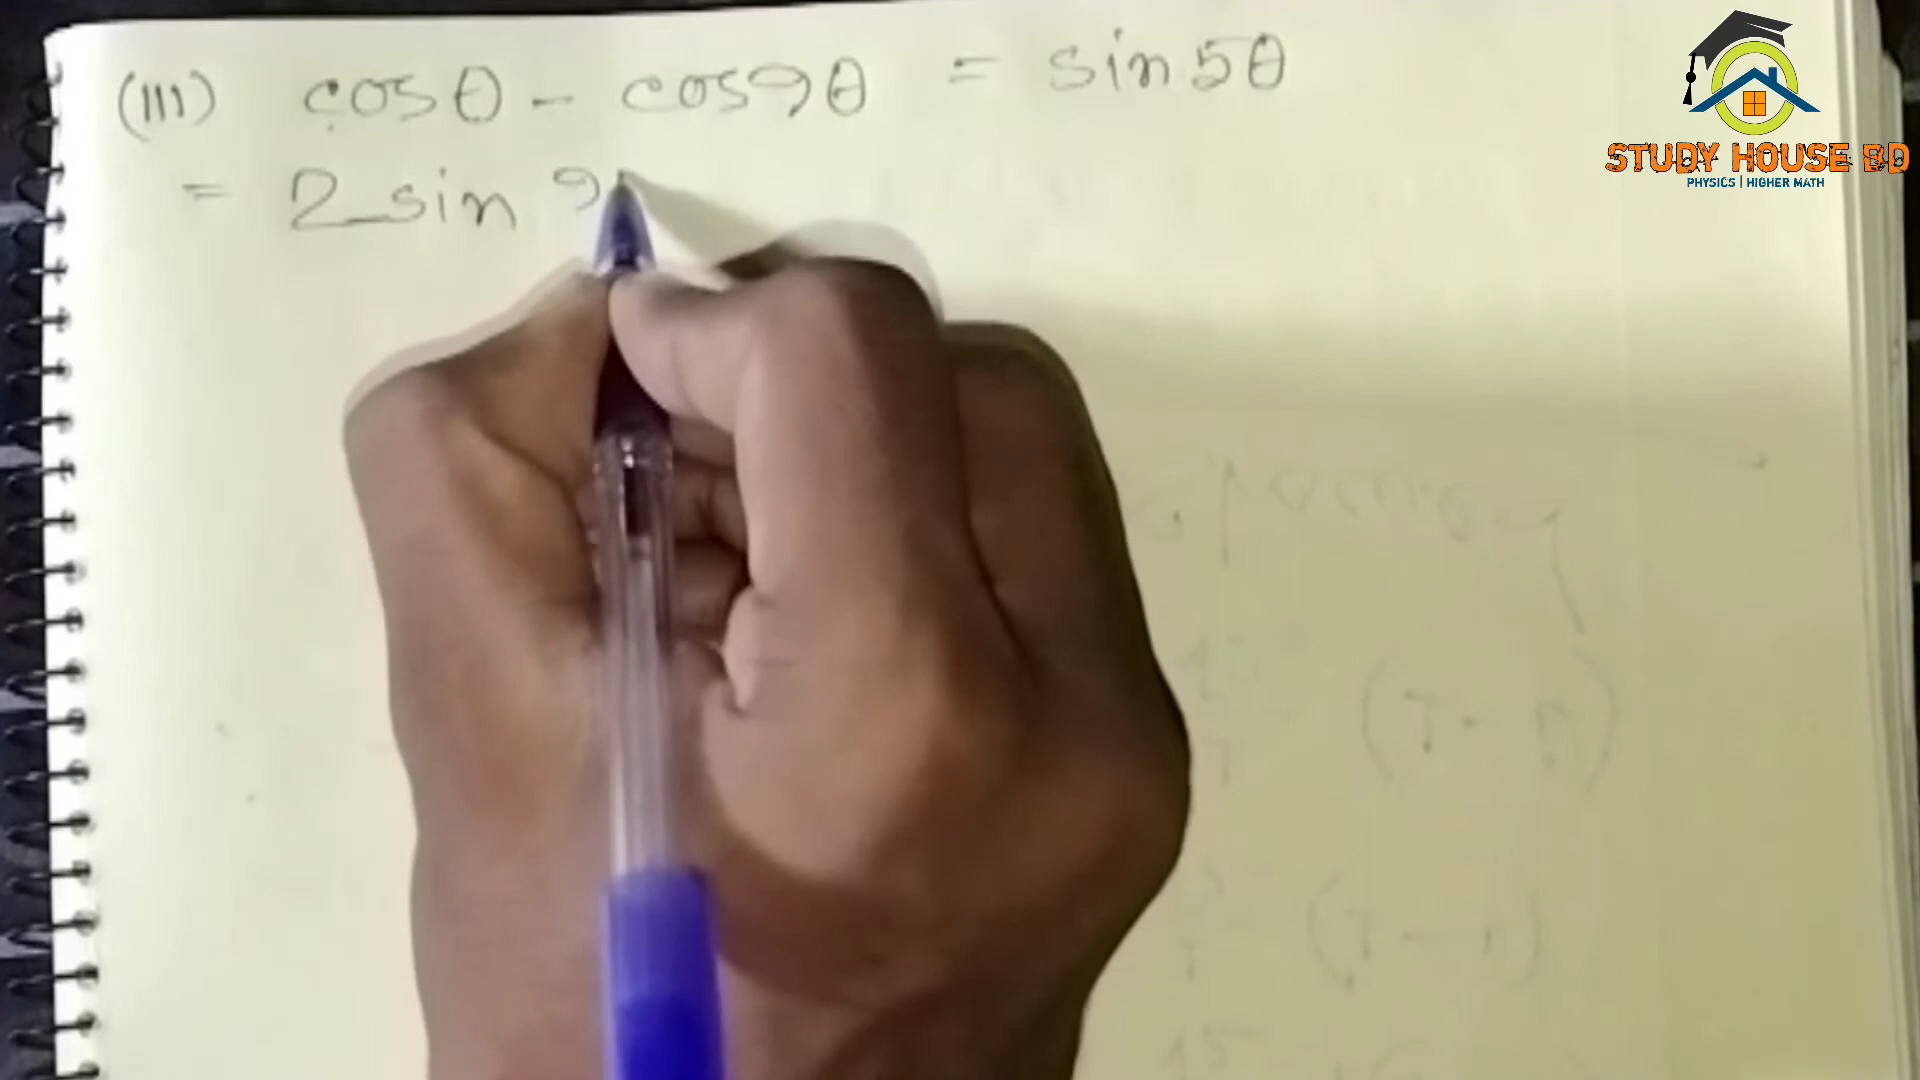 (III) cosθ - cos9θ = sin5θ
= 2 sin 9
STUDY HOUSE BD
PHYSICS | HIGHER MATH